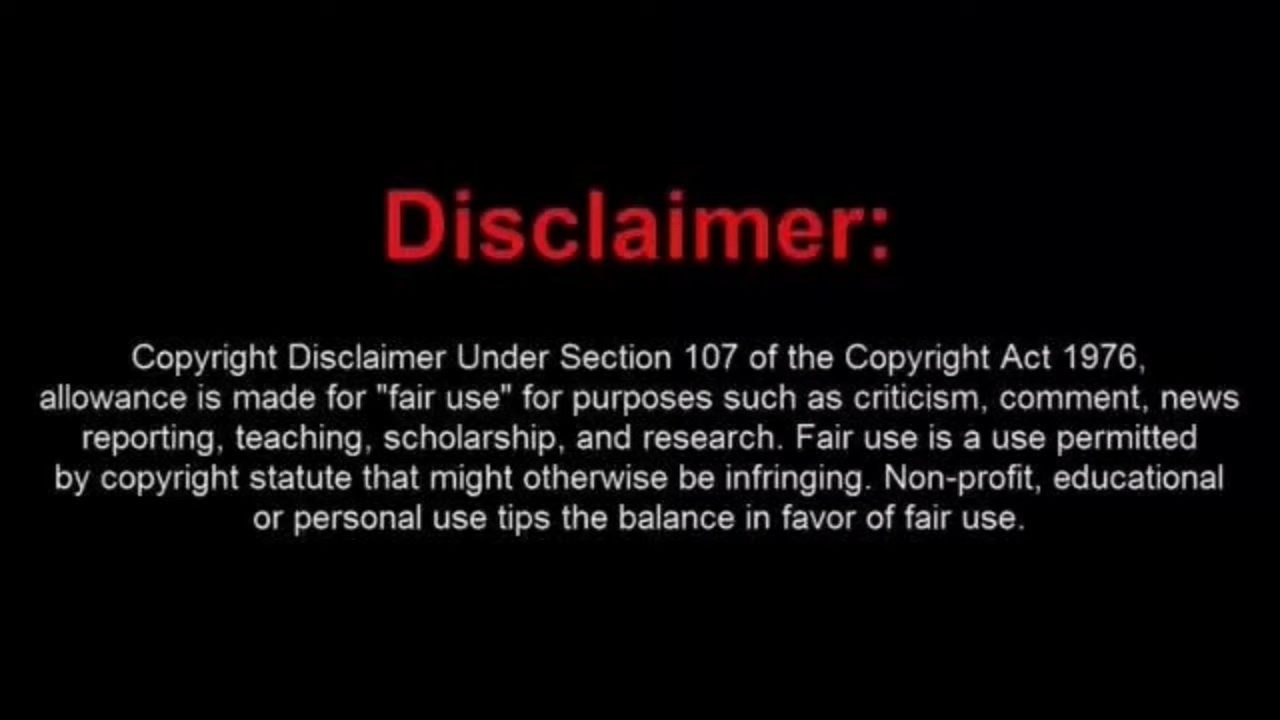 Disclaimer:
Copyright Disclaimer Under Section 107 of the Copyright Act 1976,
allowance is made for "fair use" for purposes such as criticism, comment, news
reporting, teaching, scholarship, and research. Fair use is a use permitted
by copyright statute that might otherwise be infringing. Non-profit, educational
or personal use tips the balance in favor of fair use.